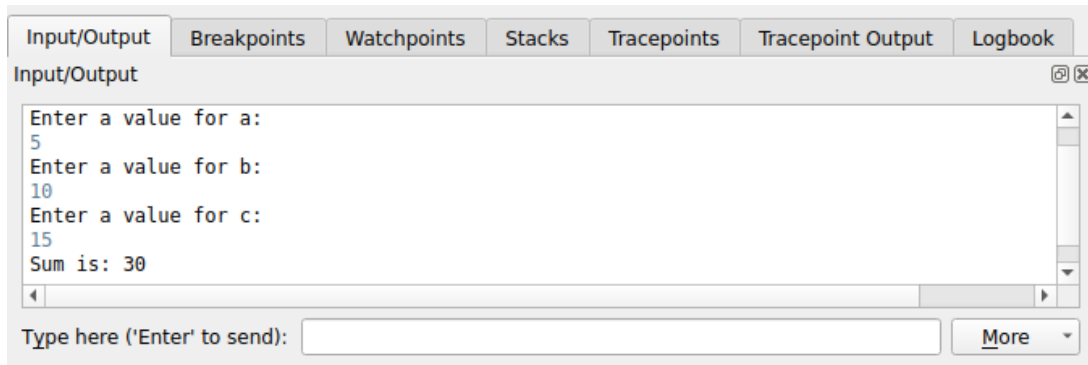 Input/Output Breakpoints Watchpoints Stacks Tracepoints Tracepoint Output Logbook
Input/Output
Enter a value for a:
5
Enter a value for b:
10
Enter a value for c:
15
Sum is: 30
Type here ('Enter' to send): More